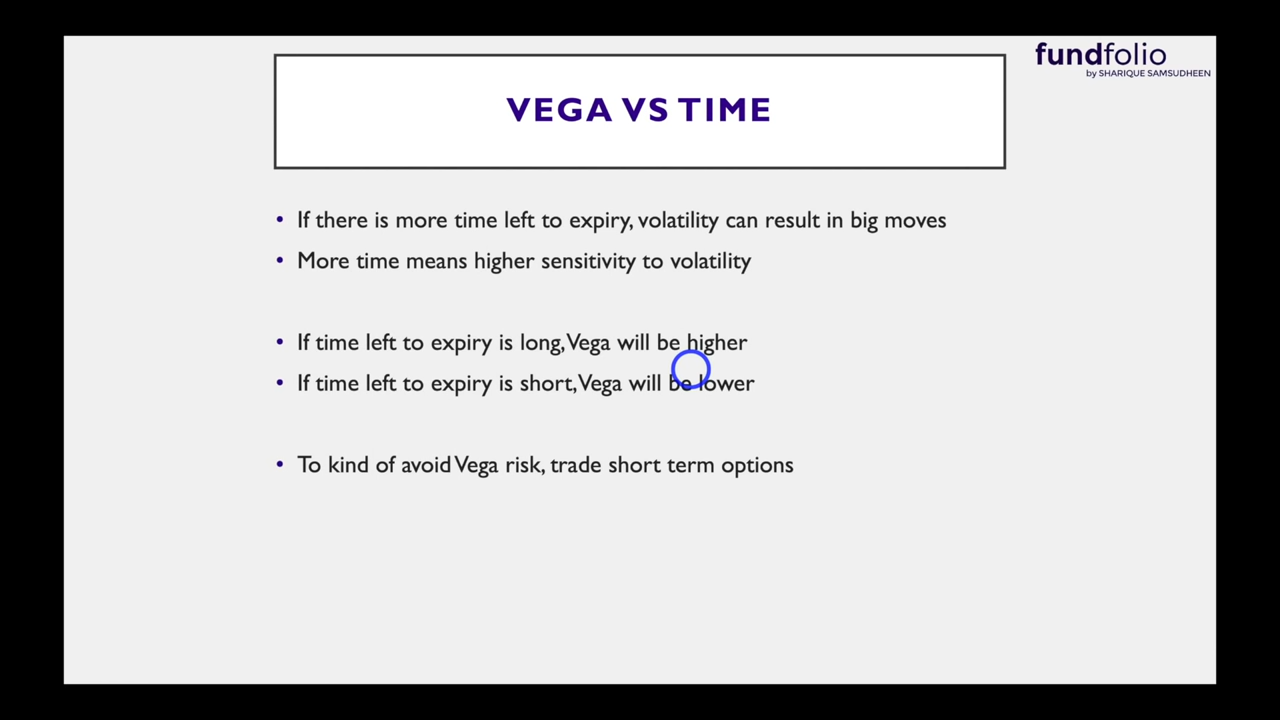 fundfolio
by SHARIQUE SAMSUDHEEN
VEGA VS TIME
• If there is more time left to expiry, volatility can result in big moves
• More time means higher sensitivity to volatility
• If time left to expiry is long, Vega will be higher
• If time left to expiry is short, Vega will be lower
• To kind of avoid Vega risk, trade short term options